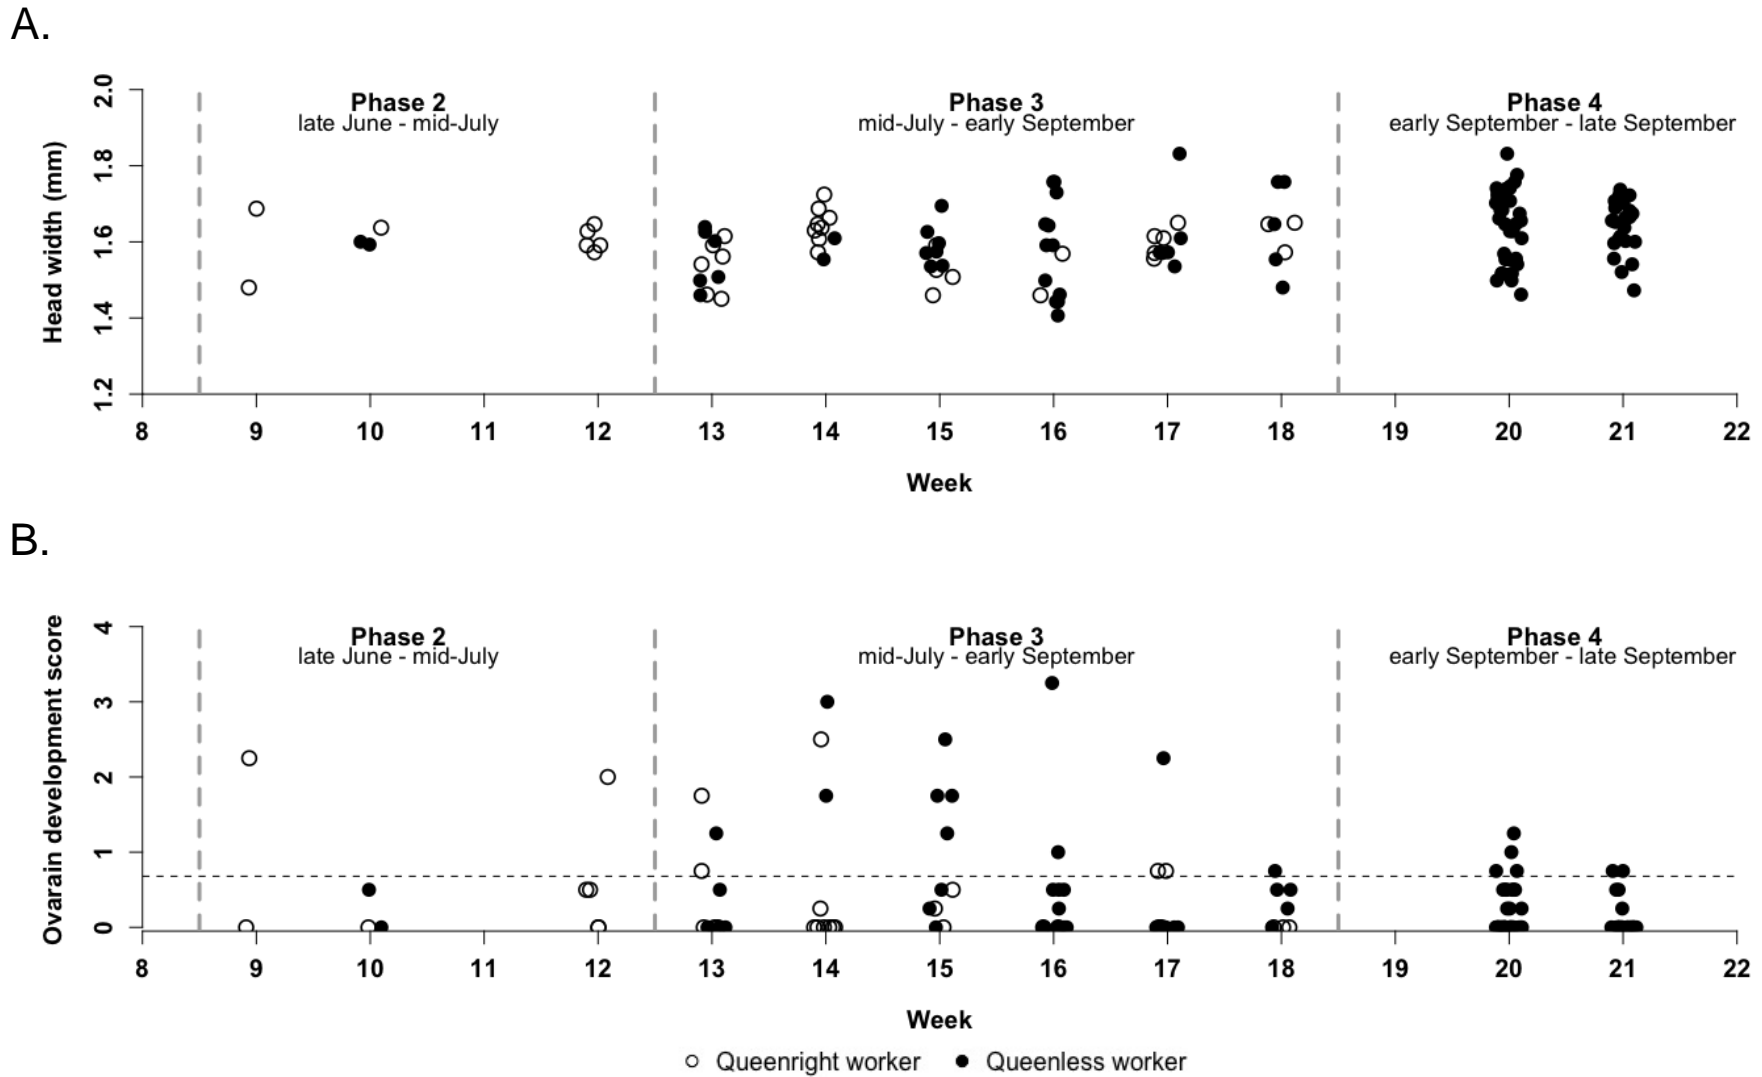 A.
Phase 2
late June - mid-July
Phase 3
mid-July - early September
Phase 4
early September - late September
Head width (mm)
2.0
1.8
1.6
1.4
1.2
8 9 10 11 12 13 14 15 16 17 18 19 20 21 22
Week
B.
Phase 2
late June - mid-July
Phase 3
mid-July - early September
Phase 4
early September - late September
Ovarain development score
4
3
2
1
0
8 9 10 11 12 13 14 15 16 17 18 19 20 21 22
Week
Queenright worker Queenless worker